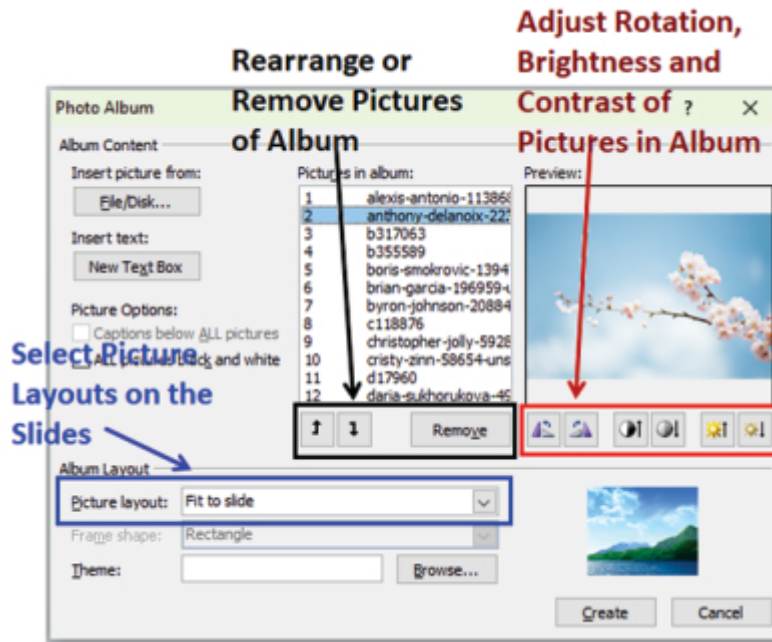 Adjust Rotation,
Brightness and
Contrast of
Pictures in Album
Rearrange or
Remove Pictures
of Album
Photo Album
?
Album Content
Insert picture from:
File/Disk...
Insert text:
New Text Box
Picture Options:
Captions below ALL pictures
ALL pictures black and white
Pictures in album:
1 alexis-antonio-11386
2 anthony-delanoix-22
3 b317063
4 b355589
5 boris-smokrovic-1394
6 brian-garcia-196959-
7 byron-johnson-20884
8 c118876
9 christopher-jolly-5928
10 cristy-zinn-58654-uns
11 d17960
12 daria-sukhorukova-49
Remove
Preview:
Select Picture
Layouts on the
Slides
Album Layout
Picture layout: Fit to slide
Frame shape: Rectangle
Theme:
Browse...
Create Cancel